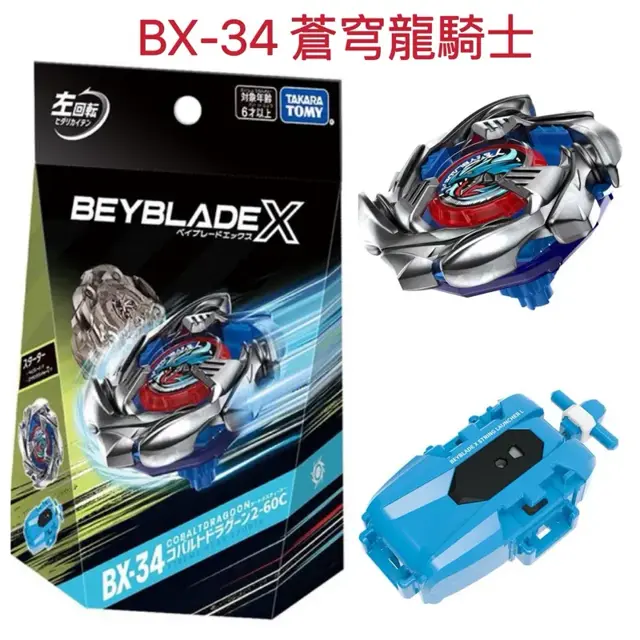 BX-34 蒼穹龍騎士
左回転
ヒダリカイテン
対象年齢
6才以上
TAKARA
TOMY
BEYBLADE X
ベイブレードエックス
スターター
COBALTDRAGOON
コバルトドラグーン2-60C
BX-34
BEYBLADE X STRING LAUNCHER L